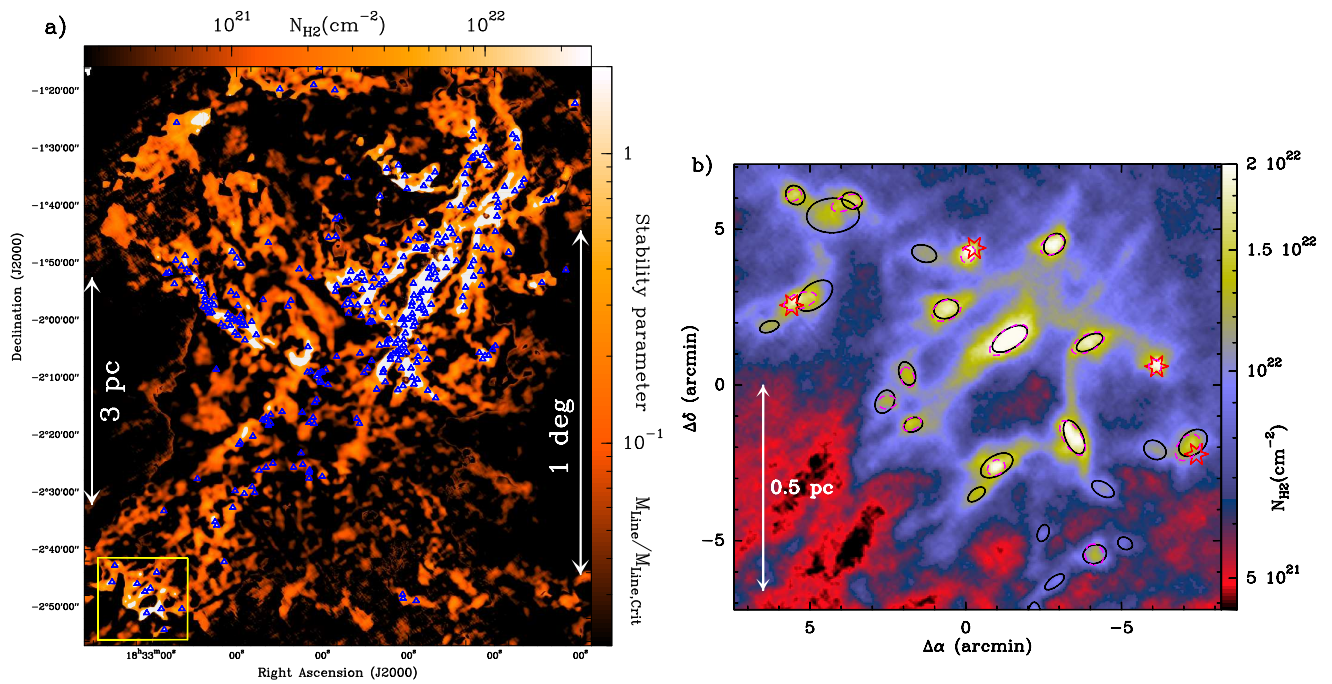 a)
10²¹ N_H2(cm⁻²) 10²²
Declination (J2000)
−1°20'00"
−1°30'00"
−1°40'00"
−1°50'00"
−2°00'00"
−2°10'00"
−2°20'00"
−2°30'00"
−2°40'00"
−2°50'00"
3 pc
1 deg
18ʰ33ᵐ00ˢ 00ˢ 00ˢ 00ˢ 00ˢ 00ˢ
Right Ascension (J2000)
1
10⁻¹
Stability parameter
M_Line/M_Line,Crit
b)
Δδ (arcmin)
5
0
−5
0.5 pc
5 0 −5
Δα (arcmin)
2 10²²
1.5 10²²
10²²
5 10²¹
N_H2(cm⁻²)